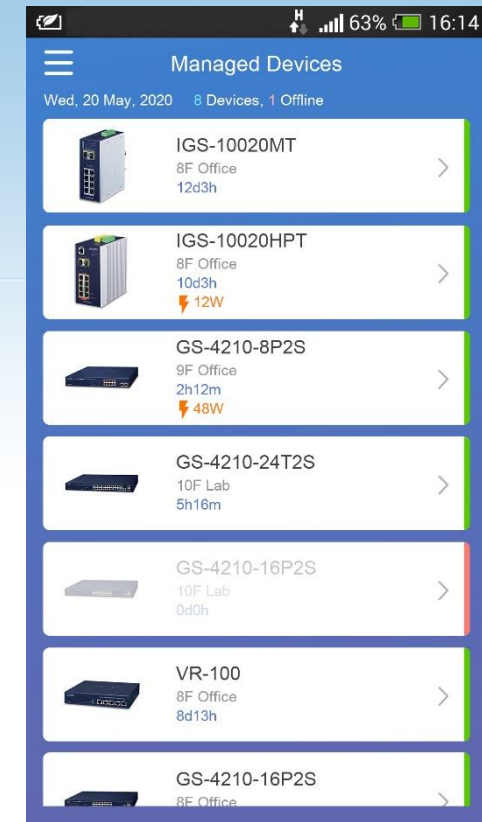 H 63% 16:14
Managed Devices
Wed, 20 May, 2020 8 Devices, 1 Offline
IGS-10020MT
8F Office
12d3h
IGS-10020HPT
8F Office
10d3h
12W
GS-4210-8P2S
9F Office
2h12m
48W
GS-4210-24T2S
10F Lab
5h16m
GS-4210-16P2S
10F Lab
0d0h
VR-100
8F Office
8d13h
GS-4210-16P2S
8F Office